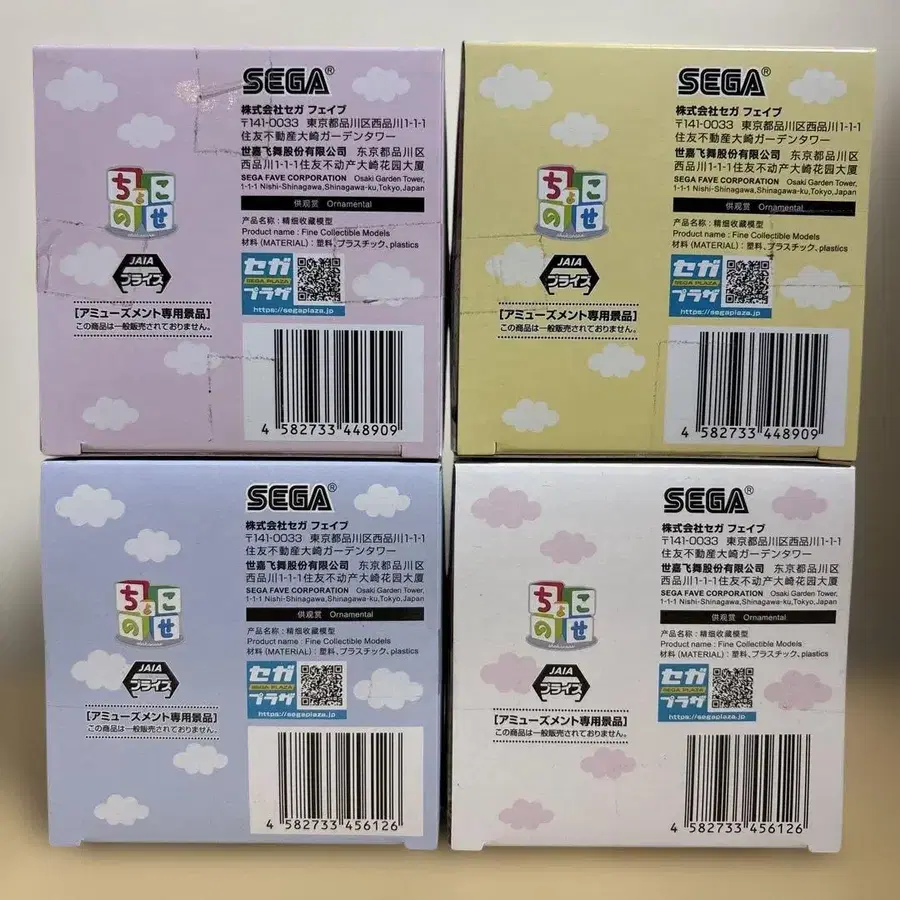 SEGA®
株式会社セガ フェイブ
〒141-0033 東京都品川区西品川1-1-1
住友不動産大崎ガーデンタワー
世嘉飞舞股份有限公司 东京都品川区
西品川1-1-1住友不动产大崎花园大厦
SEGA FAVE CORPORATION Osaki Garden Tower,
1-1-1 Nishi-Shinagawa,Shinagawa-ku,Tokyo,Japan
供观赏 Ornamental
产品名称：精细收藏模型
Product name : Fine Collectible Models
材料 (MATERIAL)：塑料、プラスチック、plastics
ちょこ
のせ
JAIA
プライズ
セガ
SEGA PLAZA
プラザ
https://segaplaza.jp
[アミューズメント専用景品]
この商品は一般販売されておりません。
4 582733 448909
SEGA®
株式会社セガ フェイブ
〒141-0033 東京都品川区西品川1-1-1
住友不動産大崎ガーデンタワー
世嘉飞舞股份有限公司 东京都品川区
西品川1-1-1住友不动产大崎花园大厦
SEGA FAVE CORPORATION Osaki Garden Tower,
1-1-1 Nishi-Shinagawa,Shinagawa-ku,Tokyo,Japan
供观赏 Ornamental
产品名称：精细收藏模型
Product name : Fine Collectible Models
材料 (MATERIAL)：塑料、プラスチック、plastics
ちょこ
のせ
JAIA
プライズ
セガ
SEGA PLAZA
プラザ
https://segaplaza.jp
[アミューズメント専用景品]
この商品は一般販売されておりません。
4 582733 448909
SEGA®
株式会社セガ フェイブ
〒141-0033 東京都品川区西品川1-1-1
住友不動産大崎ガーデンタワー
世嘉飞舞股份有限公司 东京都品川区
西品川1-1-1住友不动产大崎花园大厦
SEGA FAVE CORPORATION Osaki Garden Tower,
1-1-1 Nishi-Shinagawa,Shinagawa-ku,Tokyo,Japan
供观赏 Ornamental
产品名称：精细收藏模型
Product name : Fine Collectible Models
材料 (MATERIAL)：塑料、プラスチック、plastics
ちょこ
のせ
JAIA
プライズ
セガ
SEGA PLAZA
プラザ
https://segaplaza.jp
[アミューズメント専用景品]
この商品は一般販売されておりません。
4 582733 456126
SEGA®
株式会社セガ フェイブ
〒141-0033 東京都品川区西品川1-1-1
住友不動産大崎ガーデンタワー
世嘉飞舞股份有限公司 东京都品川区
西品川1-1-1住友不动产大崎花园大厦
SEGA FAVE CORPORATION Osaki Garden Tower,
1-1-1 Nishi-Shinagawa,Shinagawa-ku,Tokyo,Japan
供观赏 Ornamental
产品名称：精细收藏模型
Product name : Fine Collectible Models
材料 (MATERIAL)：塑料、プラスチック、plastics
ちょこ
のせ
JAIA
プライズ
セガ
SEGA PLAZA
プラザ
https://segaplaza.jp
[アミューズメント専用景品]
この商品は一般販売されておりません。
4 582733 456126